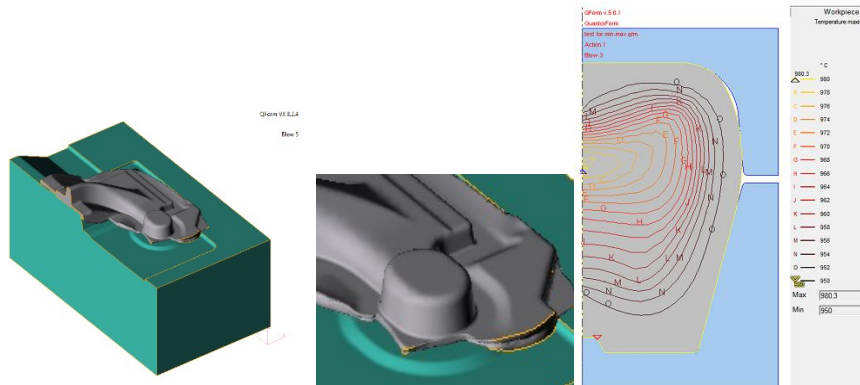 QForm VX 8.2.4
Blow 5
QForm v.5.0.1
QuantorForm
test for min-max.qfm
Action 1
Blow 3
Workpiece
Temperature maxi
° C
980.3
980
978
C 976
D 974
E 972
F 970
G 968
H 966
I 964
J 962
K 960
L 958
M 956
N 954
O 952
950
Max 980.3
Min 950